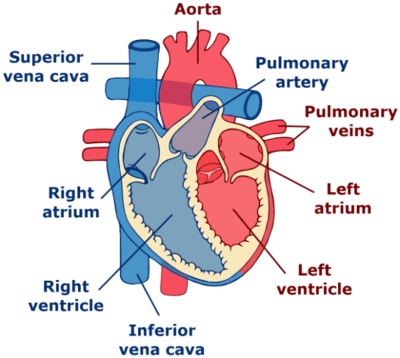 Aorta
Superior
vena cava
Pulmonary
artery
Pulmonary
veins
Right
atrium
Left
atrium
Right
ventricle
Left
ventricle
Inferior
vena cava